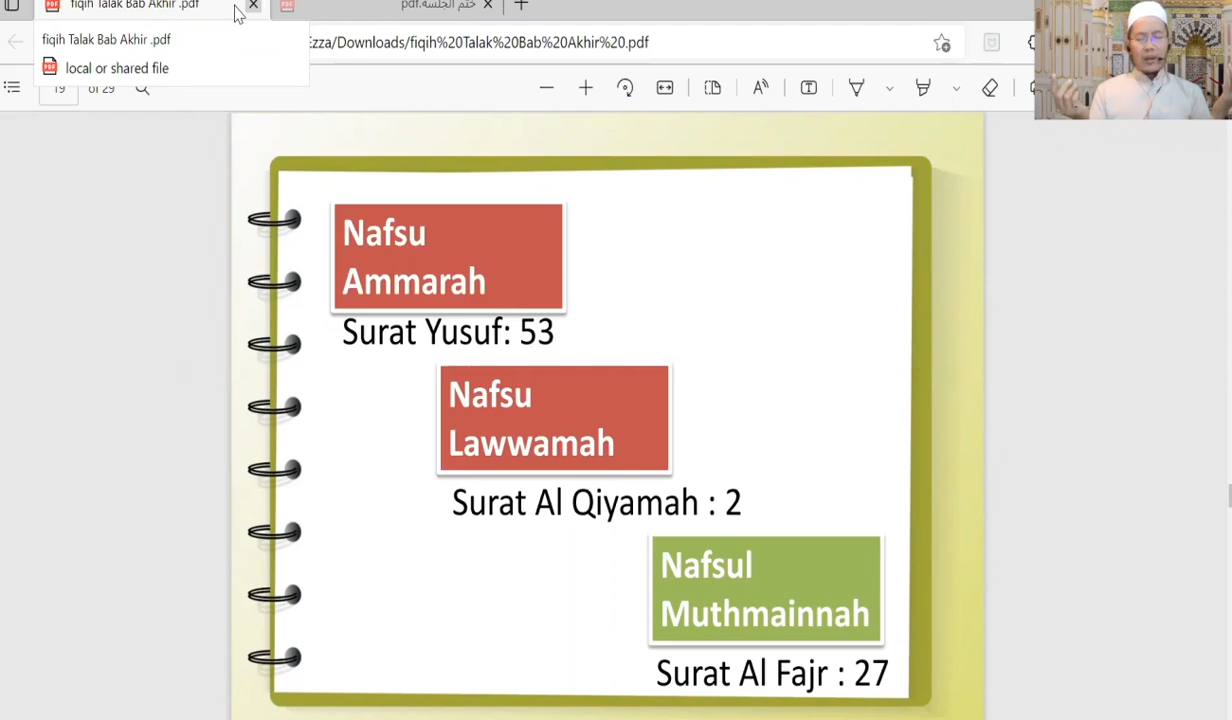 fiqih Talak Bab Akhir .pdf
ختم الجلسة.pdf
fiqih Talak Bab Akhir .pdf
Ezza/Downloads/fiqih%20Talak%20Bab%20Akhir%20.pdf
local or shared file
19 of 29
Nafsu
Ammarah
Surat Yusuf: 53
Nafsu
Lawwamah
Surat Al Qiyamah : 2
Nafsul
Muthmainnah
Surat Al Fajr : 27